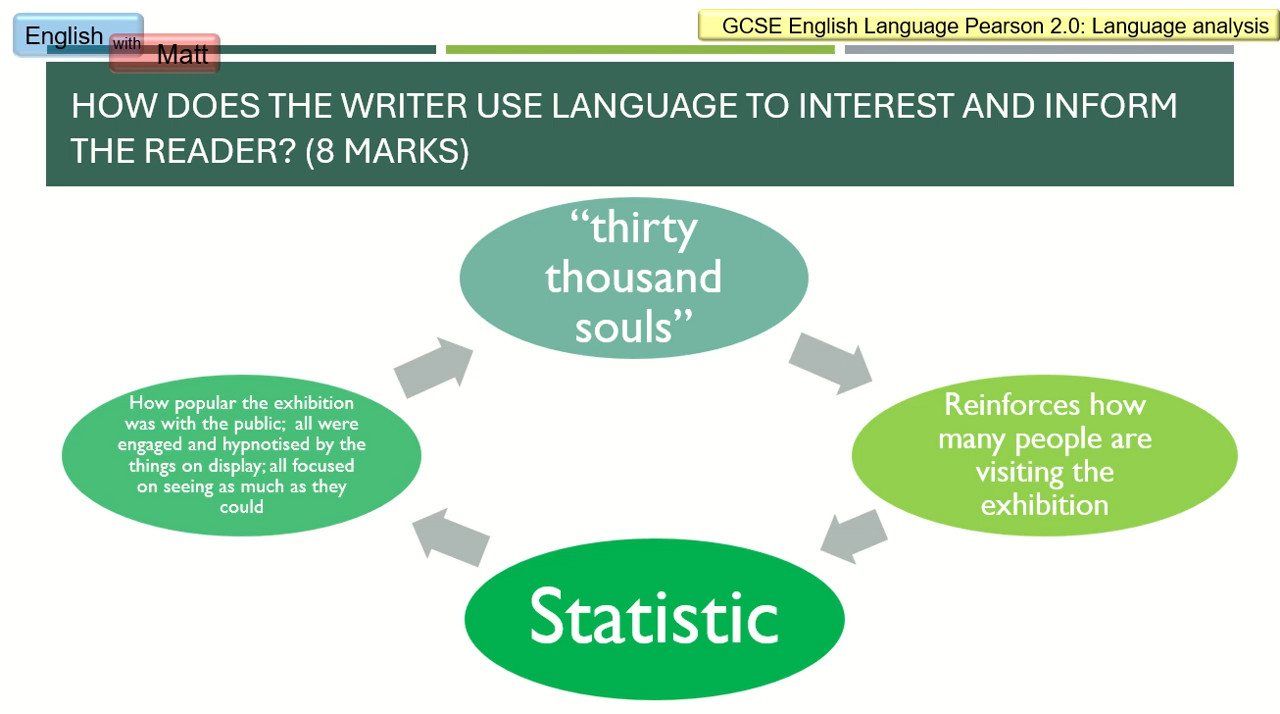 English
with
Matt
GCSE English Language Pearson 2.0: Language analysis
HOW DOES THE WRITER USE LANGUAGE TO INTEREST AND INFORM
THE READER? (8 MARKS)
“thirty
thousand
souls”
Reinforces how
many people are
visiting the
exhibition
Statistic
How popular the exhibition
was with the public;  all were
engaged and hypnotised by the
things on display; all focused
on seeing as much as they
could